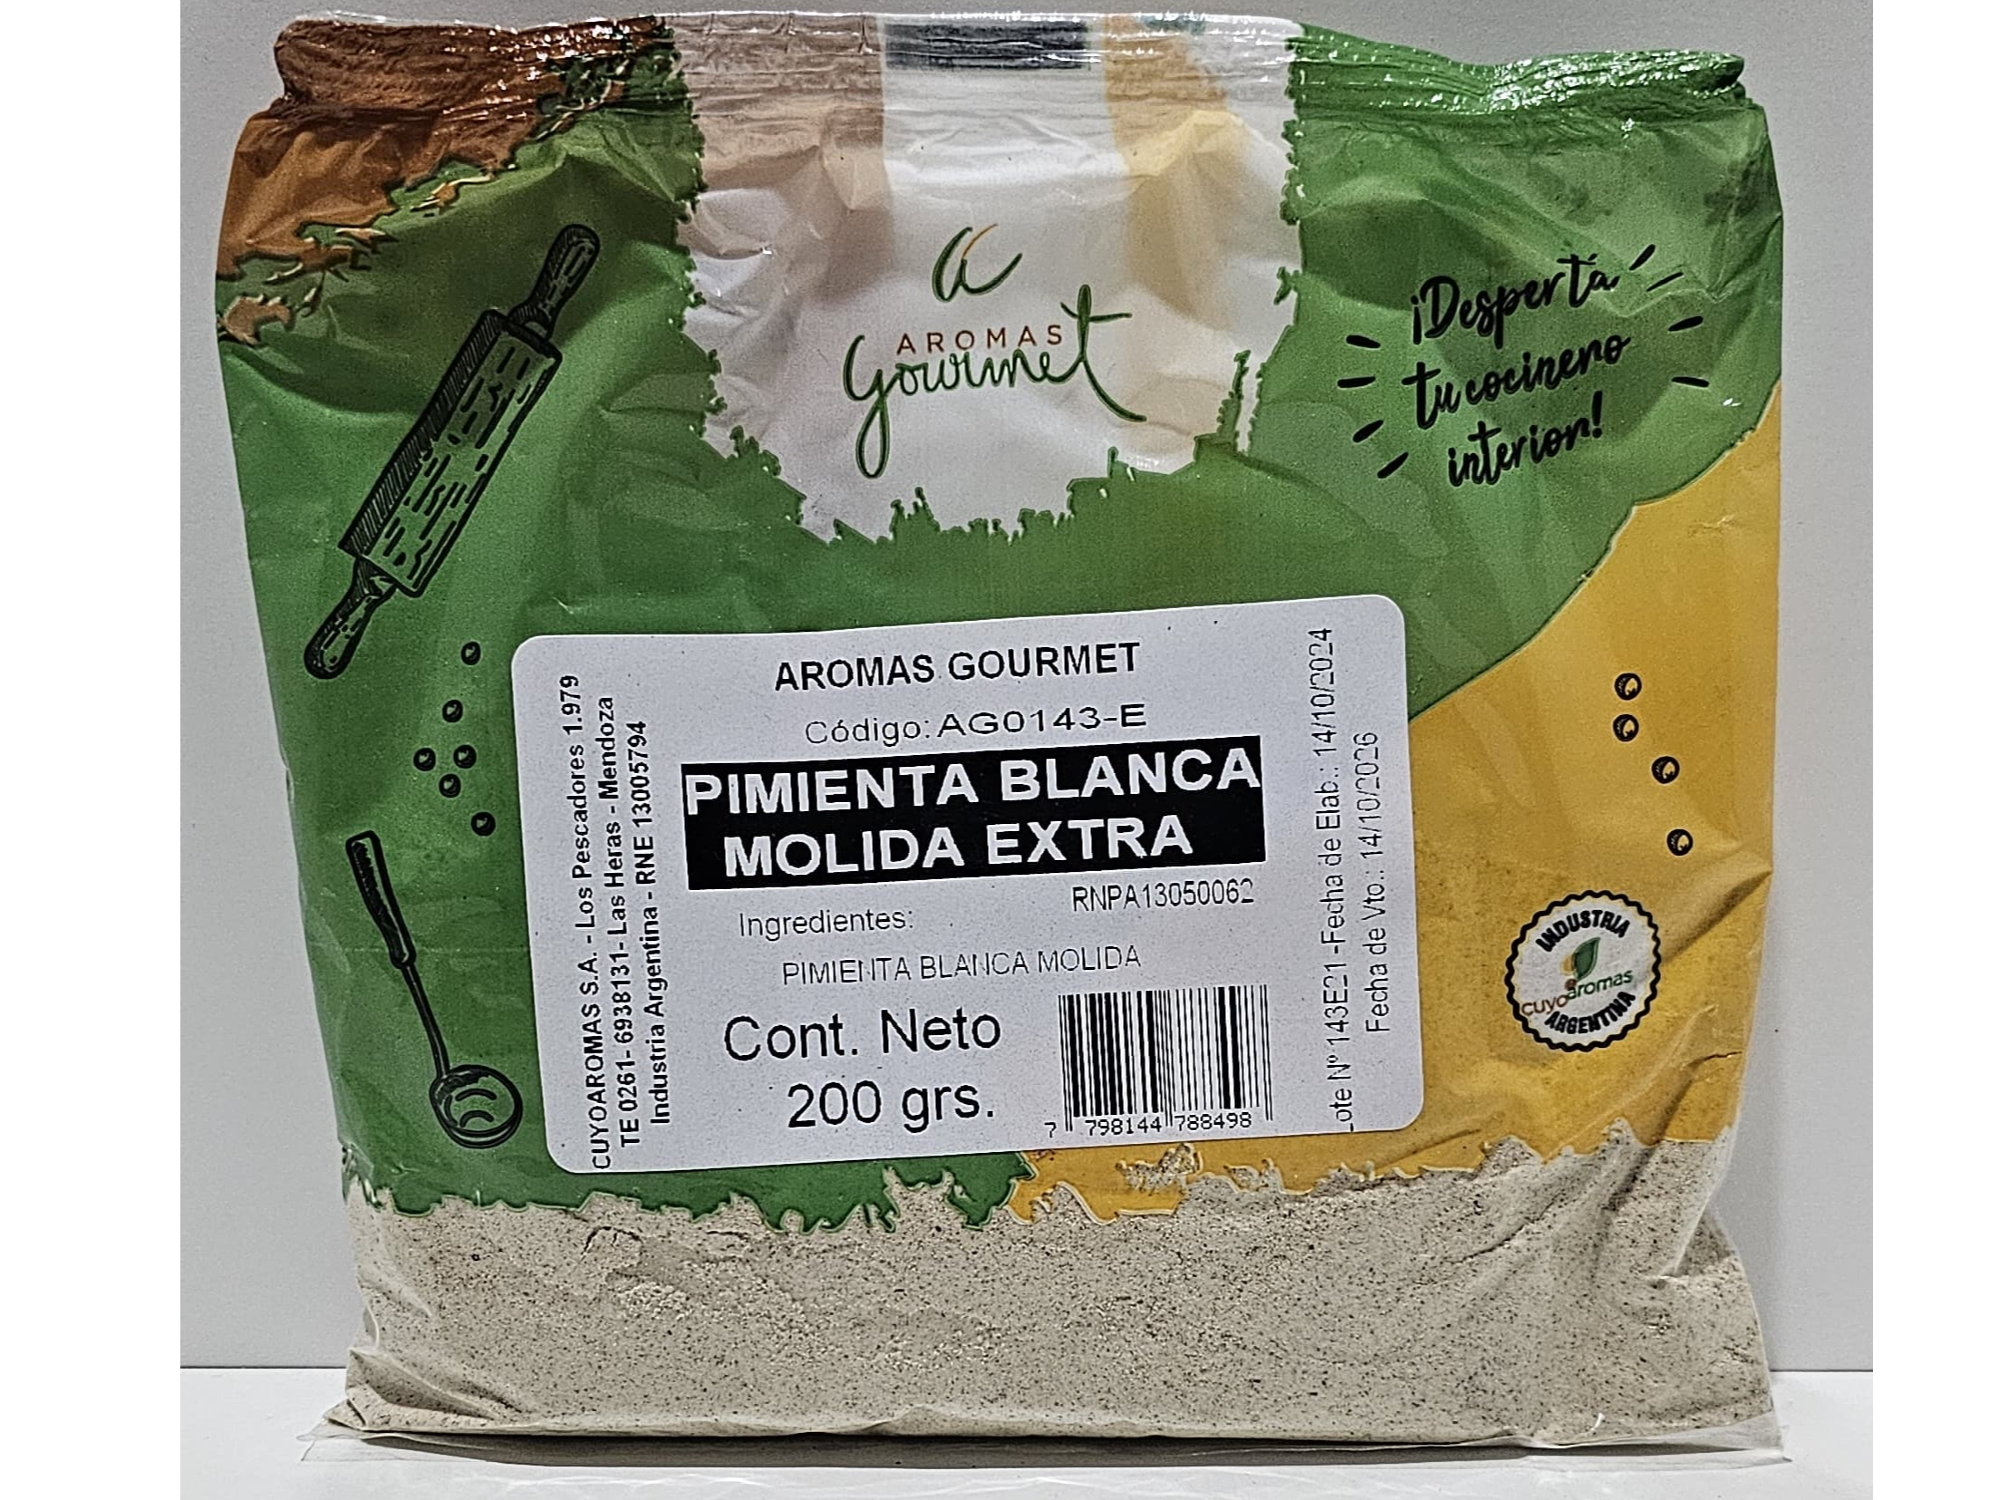 AROMAS
Gourmet
¡Despertá
tu cocinero
interior!
AROMAS GOURMET
Código: AG0143-E
PIMIENTA BLANCA
MOLIDA EXTRA
RNPA13050062
Ingredientes:
PIMIENTA BLANCA MOLIDA
Cont. Neto
200 grs.
7 798144 788498
CUYOAROMAS S.A. - Los Pescadores 1.979
TE 0261- 6938131- Las Heras - Mendoza
Industria Argentina - RNE 13005794
Lote Nº 143E21 -Fecha de Elab.: 14/10/2024
Fecha de Vto.: 14/10/2026
INDUSTRIA
cuyoaromas
ARGENTINA